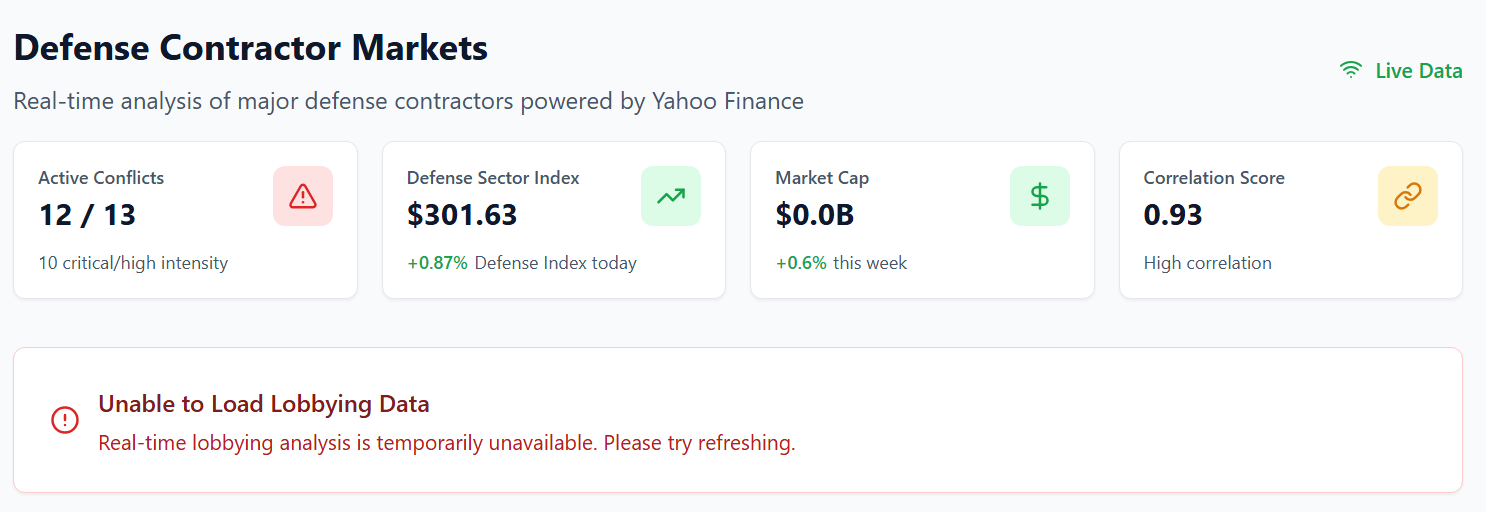 Defense Contractor Markets
Live Data
Real-time analysis of major defense contractors powered by Yahoo Finance
Active Conflicts
12 / 13
10 critical/high intensity
Defense Sector Index
$301.63
+0.87% Defense Index today
Market Cap
$0.0B
+0.6% this week
Correlation Score
0.93
High correlation
Unable to Load Lobbying Data
Real-time lobbying analysis is temporarily unavailable. Please try refreshing.